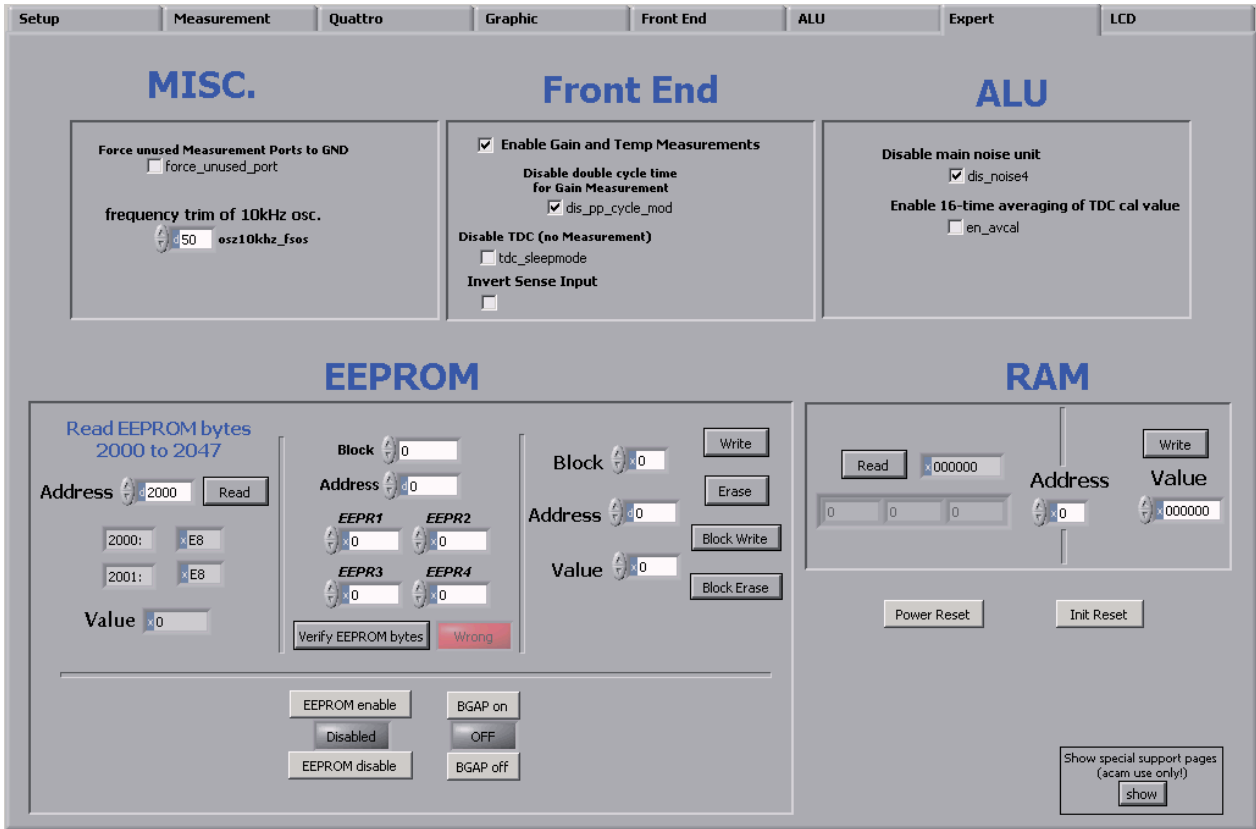 Setup
Measurement
Quattro
Graphic
Front End
ALU
Expert
LCD
MISC.
Force unused Measurement Ports to GND
force_unused_port
frequency trim of 10kHz osc.
d 50 osz10khz_fsos
Front End
Enable Gain and Temp Measurements
Disable double cycle time
for Gain Measurement
dis_pp_cycle_mod
Disable TDC (no Measurement)
tdc_sleepmode
Invert Sense Input
ALU
Disable main noise unit
dis_noise4
Enable 16-time averaging of TDC cal value
en_avcal
EEPROM
Read EEPROM bytes
2000 to 2047
Address d 2000 Read
2000: x E8
2001: x E8
Value x 0
Block 0
Address d 0
EEPR1 EEPR2
x 0 x 0
EEPR3 EEPR4
x 0 x 0
Verify EEPROM bytes Wrong
Block x 0
Address d 0
Value x 0
Write
Erase
Block Write
Block Erase
EEPROM enable BGAP on
Disabled OFF
EEPROM disable BGAP off
RAM
Read x 000000
0 0 0
Address
x 0
Write
Value
x 000000
Power Reset Init Reset
Show special support pages
(acam use only!)
show